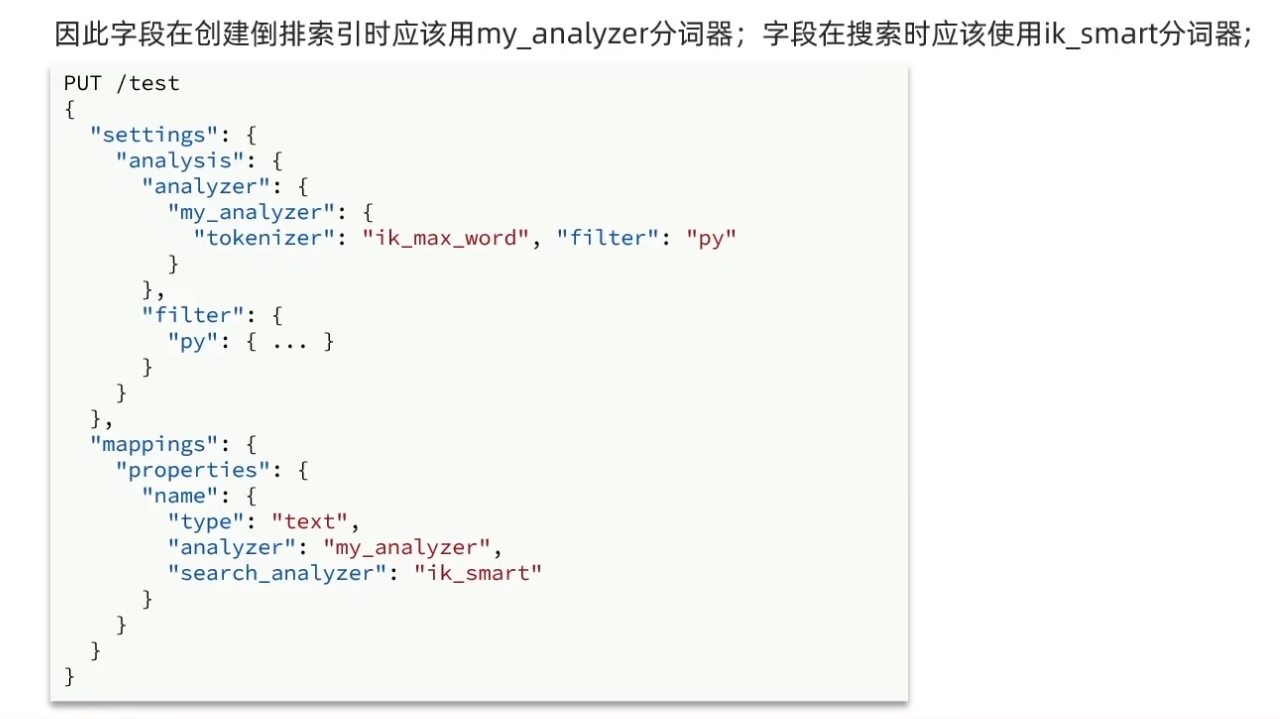 因此字段在创建倒排索引时应该用my_analyzer分词器；字段在搜索时应该使用ik_smart分词器;
PUT /test
{
  "settings": {
    "analysis": {
      "analyzer": {
        "my_analyzer": {
          "tokenizer": "ik_max_word", "filter": "py"
        }
      },
      "filter": {
        "py": { ... }
      }
    }
  },
  "mappings": {
    "properties": {
      "name": {
        "type": "text",
        "analyzer": "my_analyzer",
        "search_analyzer": "ik_smart"
      }
    }
  }
}